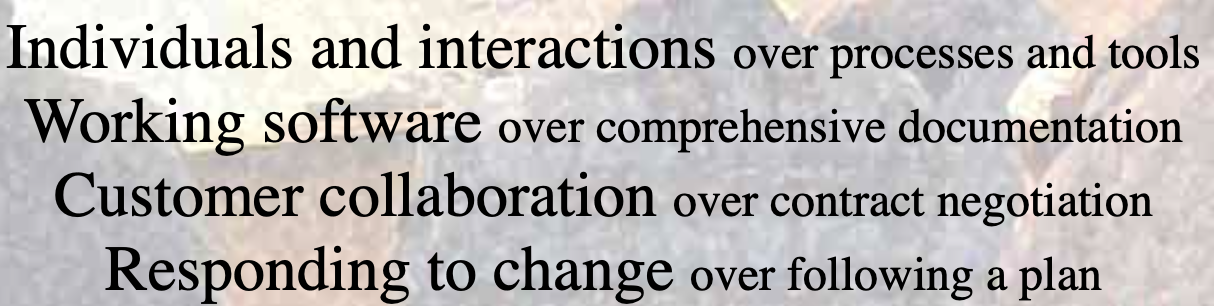 Individuals and interactions over processes and tools
Working software over comprehensive documentation
Customer collaboration over contract negotiation
Responding to change over following a plan